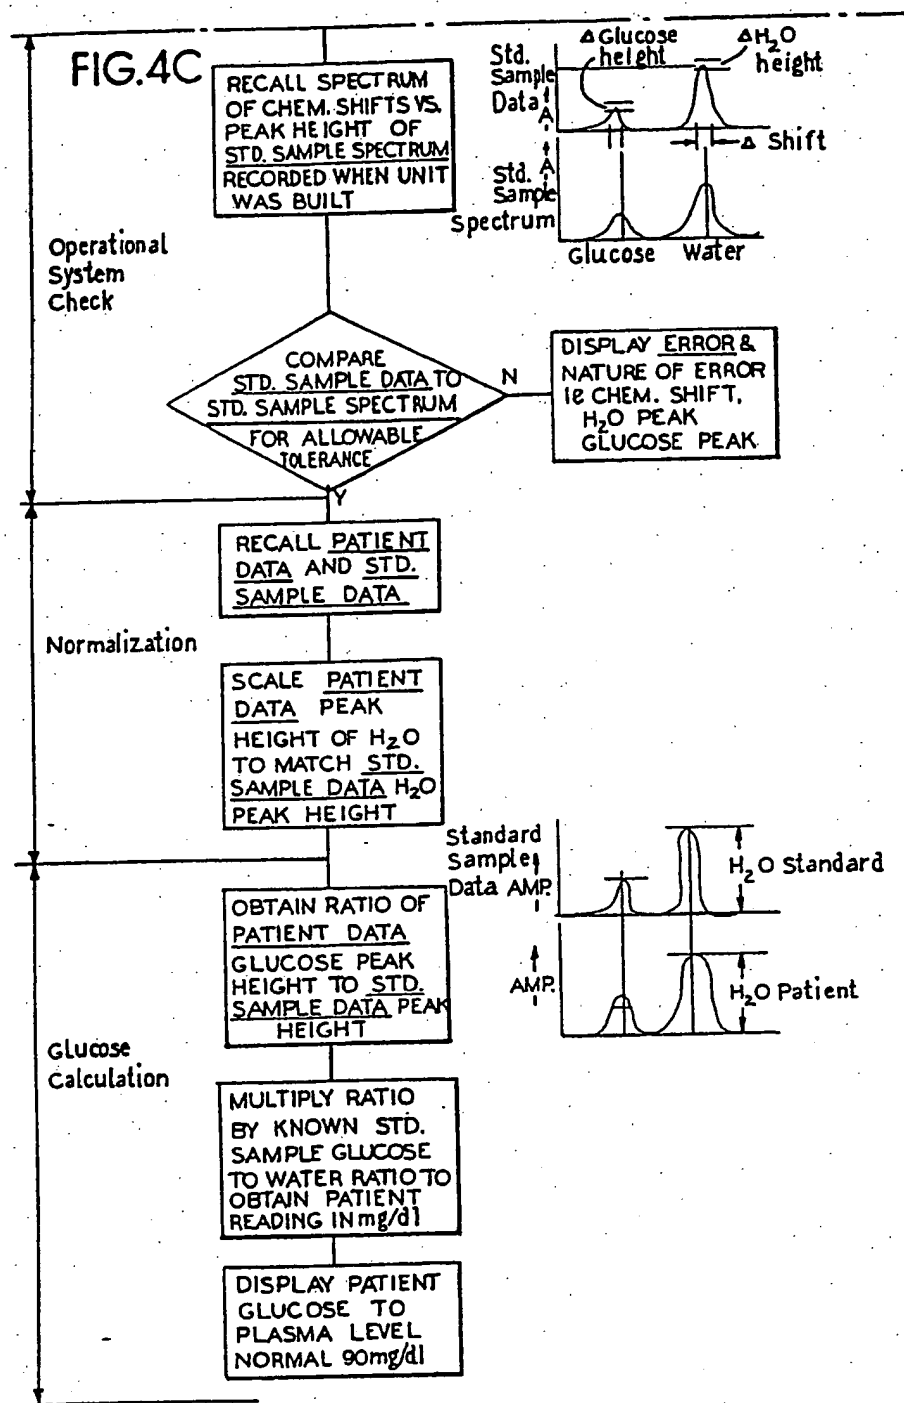 FIG.4C
RECALL SPECTRUM
OF CHEM. SHIFTS VS.
PEAK HEIGHT OF
STD. SAMPLE SPECTRUM
RECORDED WHEN UNIT
WAS BUILT
Δ Glucose
height
ΔH₂O
height
Std.
Sample
Data
A
Δ Shift
A
Std.
Sample
Spectrum
Glucose Water
Operational
System
Check
COMPARE
STD. SAMPLE DATA TO
STD. SAMPLE SPECTRUM
FOR ALLOWABLE
TOLERANCE
N
DISPLAY ERROR &
NATURE OF ERROR
ie CHEM. SHIFT,
H₂O PEAK
GLUCOSE PEAK
Y
Normalization
RECALL PATIENT
DATA AND STD.
SAMPLE DATA
SCALE PATIENT
DATA PEAK
HEIGHT OF H₂O
TO MATCH STD.
SAMPLE DATA H₂O
PEAK HEIGHT
Standard
Sample
Data AMP.
H₂O Standard
AMP.
H₂O Patient
Glucose
Calculation
OBTAIN RATIO OF
PATIENT DATA
GLUCOSE PEAK
HEIGHT TO STD.
SAMPLE DATA PEAK
HEIGHT
MULTIPLY RATIO
BY KNOWN STD.
SAMPLE GLUCOSE
TO WATER RATIO TO
OBTAIN PATIENT
READING IN mg/dl
DISPLAY PATIENT
GLUCOSE TO
PLASMA LEVEL
NORMAL 90mg/dl